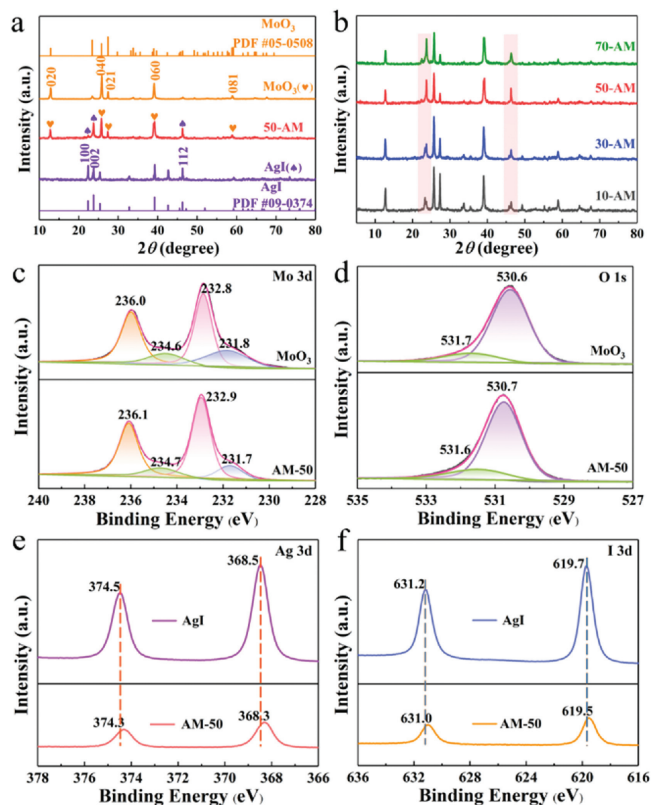 a
MoO₃
PDF #05-0508
020
040
021
060
081
MoO₃(♥)
50-AM
100
002
112
AgI(♠)
AgI
PDF #09-0374
Intensity (a.u.)
10 20 30 40 50 60 70 80
2θ (degree)
b
70-AM
50-AM
30-AM
10-AM
Intensity (a.u.)
10 20 30 40 50 60 70 80
2θ (degree)
c
Mo 3d
236.0
234.6
232.8
231.8
MoO₃
236.1
234.7
232.9
231.7
AM-50
Intensity (a.u.)
240 238 236 234 232 230 228
Binding Energy (eV)
d
O 1s
530.6
531.7
MoO₃
530.7
531.6
AM-50
Intensity (a.u.)
535 533 531 529 527
Binding Energy (eV)
e
Ag 3d
374.5
368.5
AgI
374.3
368.3
AM-50
Intensity (a.u.)
378 376 374 372 370 368 366
Binding Energy (eV)
f
I 3d
631.2
619.7
AgI
631.0
619.5
AM-50
Intensity (a.u.)
636 632 628 624 620 616
Binding Energy (eV)